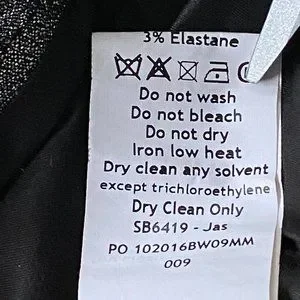 3% Elastane
Do not wash
Do not bleach
Do not dry
Iron low heat
Dry clean any solvent
except trichloroethylene
Dry Clean Only
SB6419 - Jas
PO 102016BW09MM
009